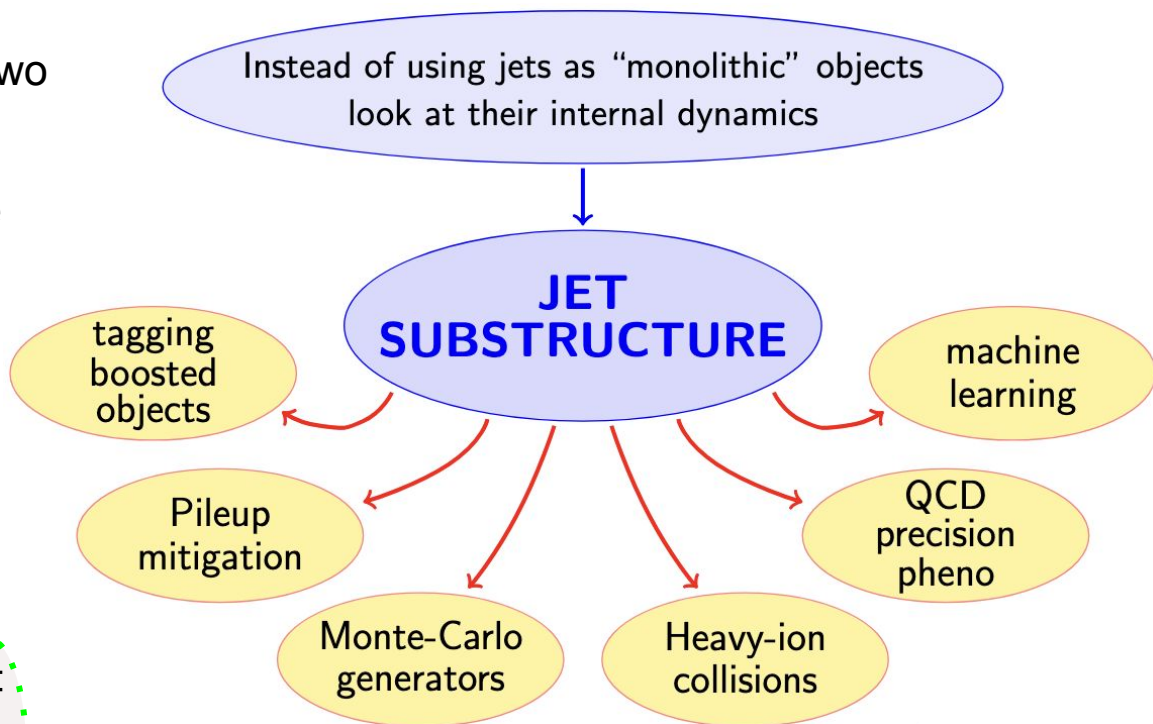 wo
Instead of using jets as “monolithic” objects
look at their internal dynamics
JET
SUBSTRUCTURE
tagging
boosted
objects
machine
learning
Pileup
mitigation
QCD
precision
pheno
Monte-Carlo
generators
Heavy-ion
collisions